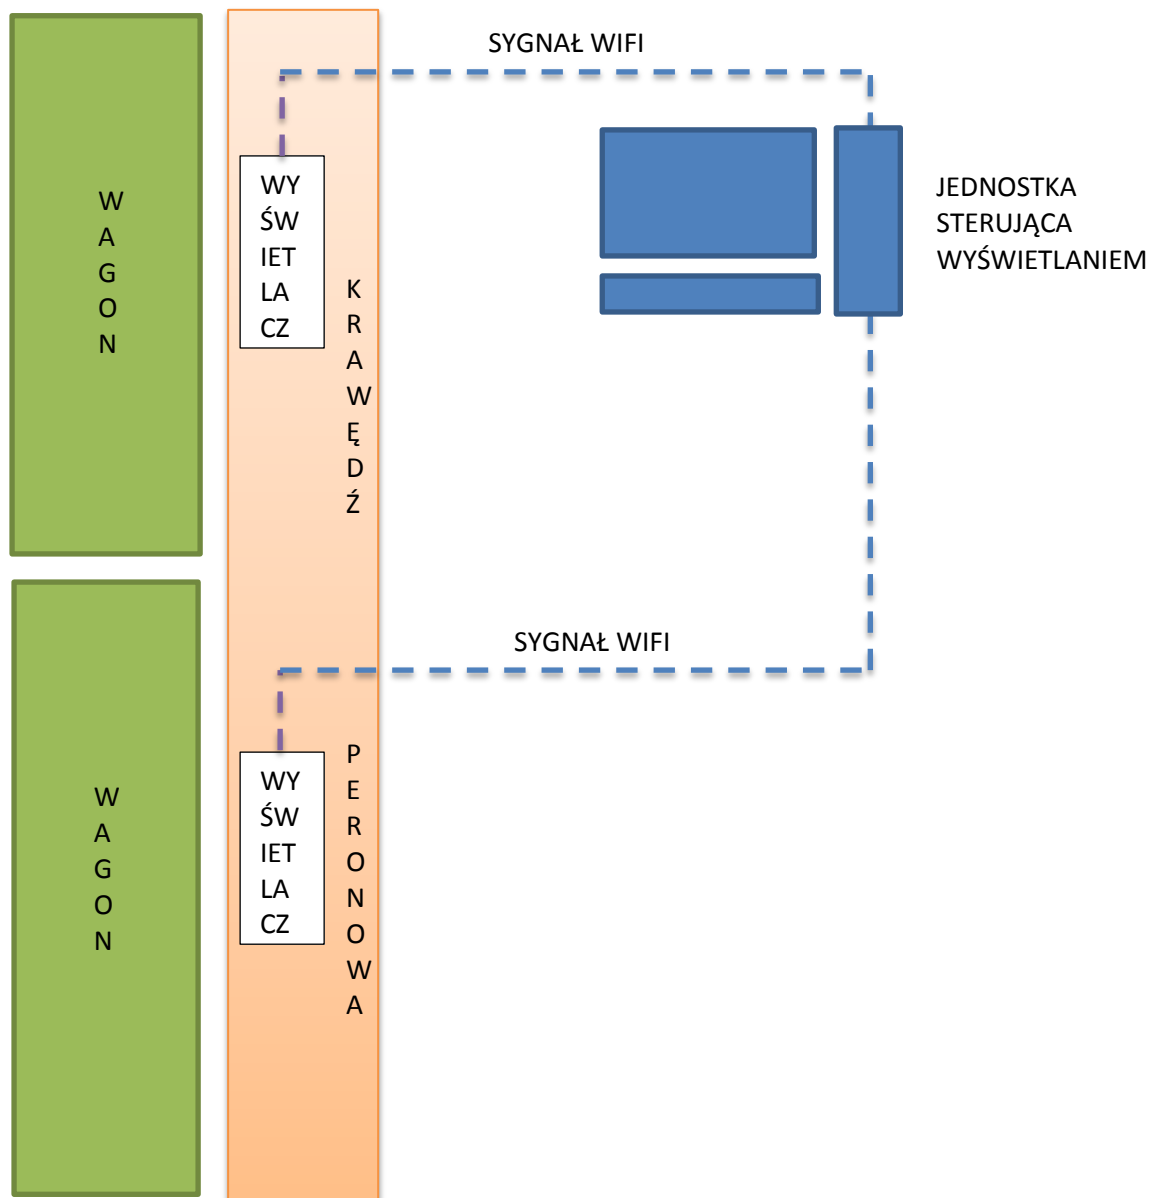 SYGNAŁ WIFI
W
A
G
O
N
WY
ŚW
IET
LA
CZ
K
R
A
W
Ę
D
Ź
JEDNOSTKA
STERUJĄCA
WYŚWIETLANIEM
SYGNAŁ WIFI
W
A
G
O
N
WY
ŚW
IET
LA
CZ
P
E
R
O
N
O
W
A